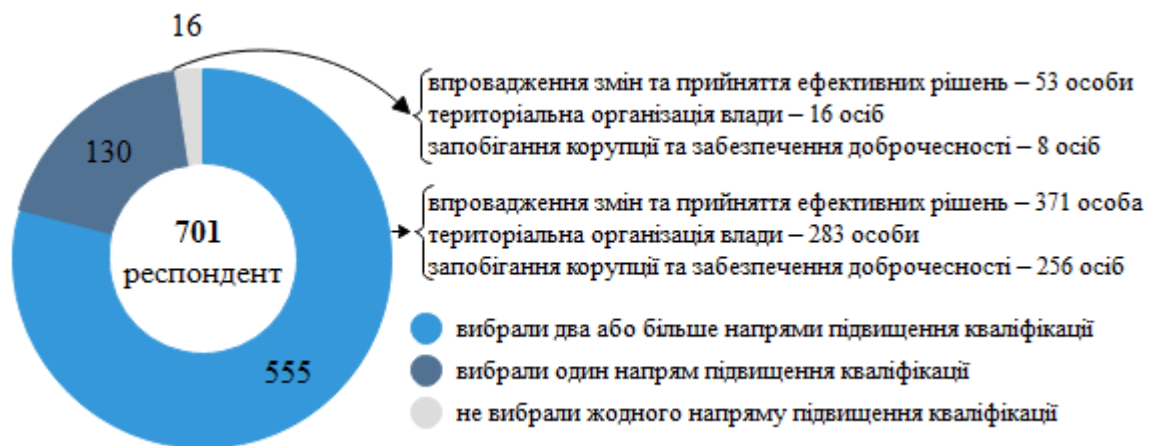 16
впровадження змін та прийняття ефективних рішень – 53 особи
територіальна організація влади – 16 осіб
запобігання корупції та забезпечення доброчесності – 8 осіб
130
впровадження змін та прийняття ефективних рішень – 371 особа
701
територіальна організація влади – 283 особи
респондент
запобігання корупції та забезпечення доброчесності – 256 осіб
вибрали два або більше напрями підвищення кваліфікації
555
вибрали один напрям підвищення кваліфікації
не вибрали жодного напряму підвищення кваліфікації